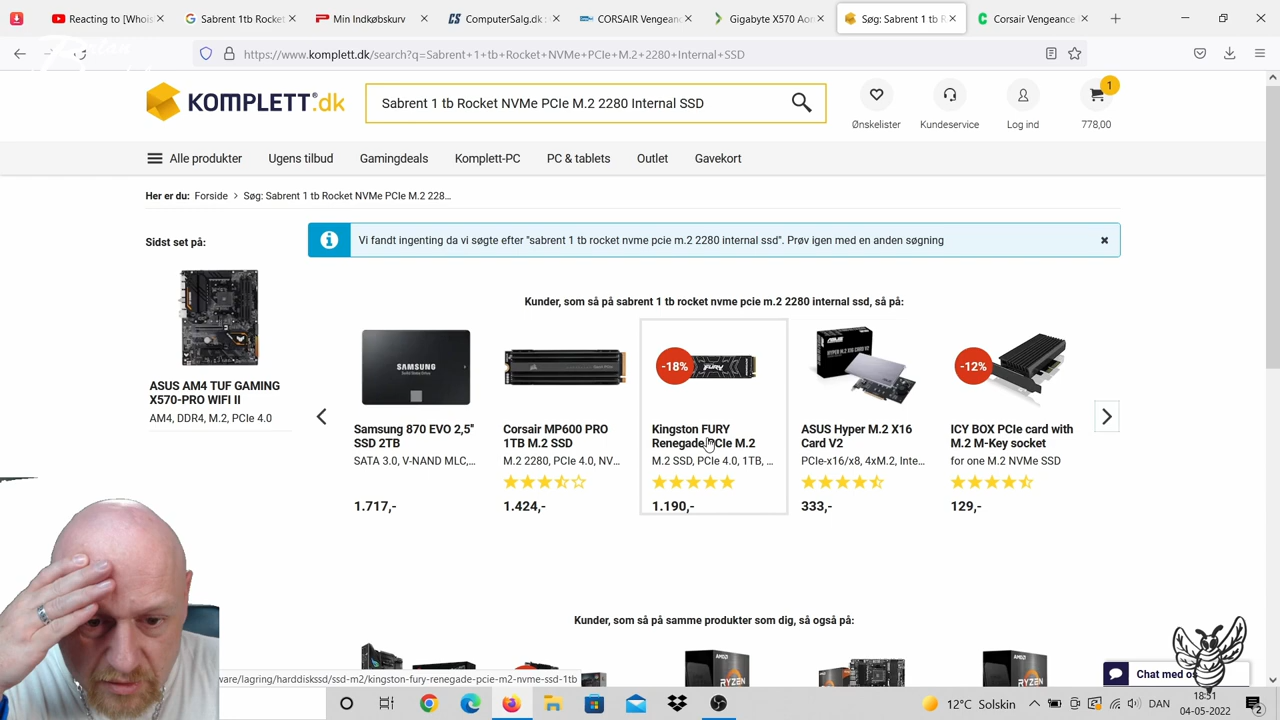 Reacting to [Whois
Sabrent 1tb Rocket
Min Indkøbskurv
ComputerSalg.dk :
CORSAIR Vengeanc
Gigabyte X570 Aor
Søg: Sabrent 1 tb R
Corsair Vengeance
https://www.komplett.dk/search?q=Sabrent+1+tb+Rocket+NVMe+PCIe+M.2+2280+Internal+SSD
KOMPLETT.dk
Sabrent 1 tb Rocket NVMe PCIe M.2 2280 Internal SSD
1
Ønskelister
Kundeservice
Log ind
778,00
Alle produkter
Ugens tilbud
Gamingdeals
Komplett-PC
PC & tablets
Outlet
Gavekort
Her er du: Forside > Søg: Sabrent 1 tb Rocket NVMe PCIe M.2 228...
Sidst set på:
Vi fandt ingenting da vi søgte efter "sabrent 1 tb rocket nvme pcie m.2 2280 internal ssd". Prøv igen med en anden søgning
ASUS AM4 TUF GAMING
X570-PRO WIFI II
AM4, DDR4, M.2, PCIe 4.0
Kunder, som så på sabrent 1 tb rocket nvme pcie m.2 2280 internal ssd, så på:
SAMSUNG
Samsung 870 EVO 2,5"
SSD 2TB
SATA 3.0, V-NAND MLC,...
1.717,-
Corsair MP600 PRO
1TB M.2 SSD
M.2 2280, PCIe 4.0, NV...
1.424,-
-18%
FURY
Kingston FURY
Renegade PCIe M.2
M.2 SSD, PCIe 4.0, 1TB, ...
1.190,-
ASUS Hyper M.2 X16
Card V2
PCIe-x16/x8, 4xM.2, Inte...
333,-
-12%
ICY BOX PCIe card with
M.2 M-Key socket
for one M.2 NVMe SSD
129,-
Kunder, som så på samme produkter som dig, så også på:
AMD
RYZEN
AMD
RYZEN
Chat med os
ware/lagring/harddiskssd/ssd-m2/kingston-fury-renegade-pcie-m2-nvme-ssd-1tb
12°C Solskin
DAN
18:51
04-05-2022
2